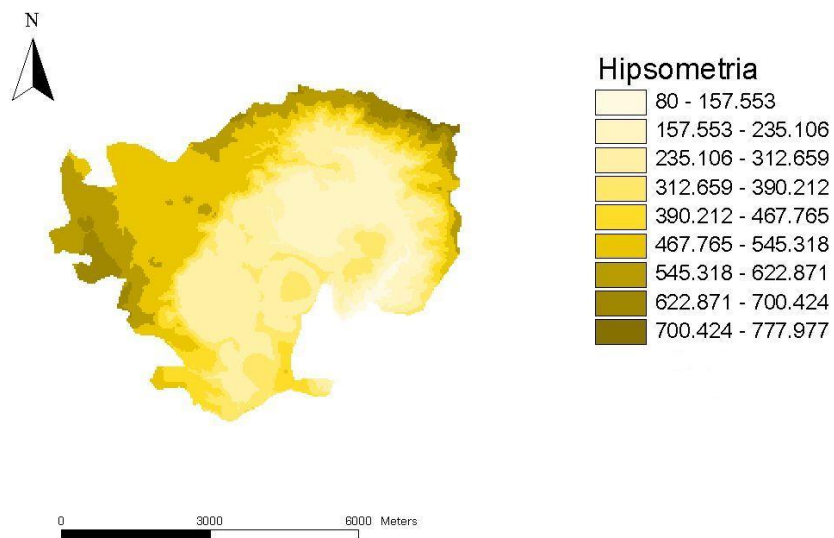 N
Hipsometria
80 - 157.553
157.553 - 235.106
235.106 - 312.659
312.659 - 390.212
390.212 - 467.765
467.765 - 545.318
545.318 - 622.871
622.871 - 700.424
700.424 - 777.977
0 3000 6000 Meters